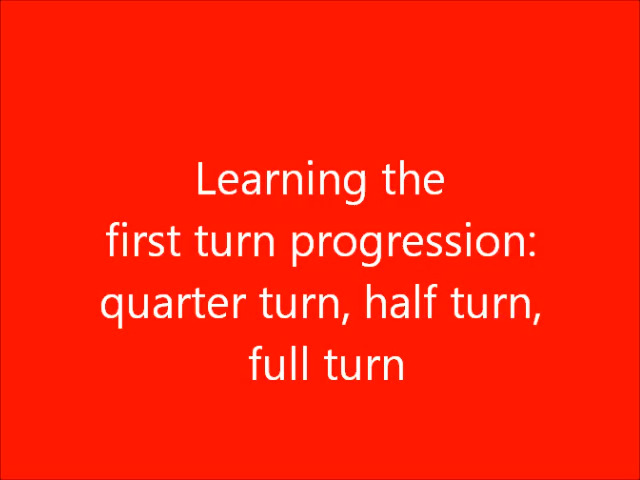 Learning the
first turn progression:
quarter turn, half turn,
full turn